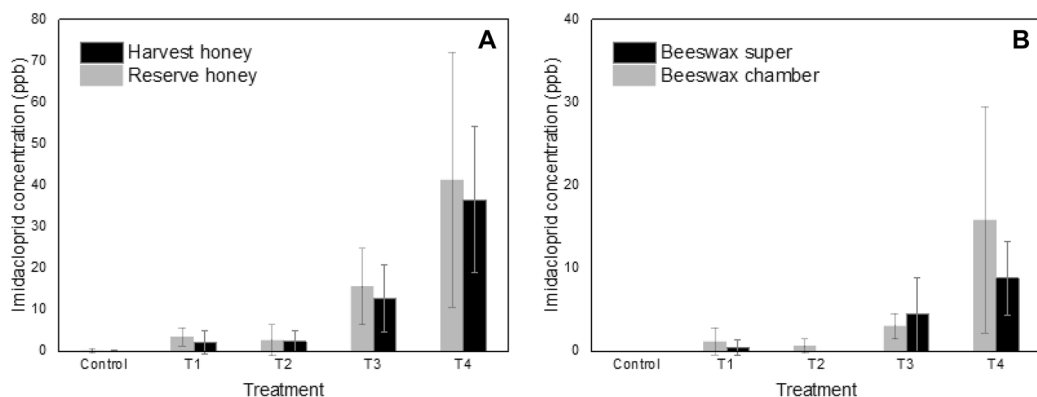 A
Harvest honey
Reserve honey
Imidacloprid concentration (ppb)
80
70
60
50
40
30
20
10
0
Control T1 T2 T3 T4
Treatment
B
Beeswax super
Beeswax chamber
Imidacloprid concentration (ppb)
40
30
20
10
0
Control T1 T2 T3 T4
Treatment